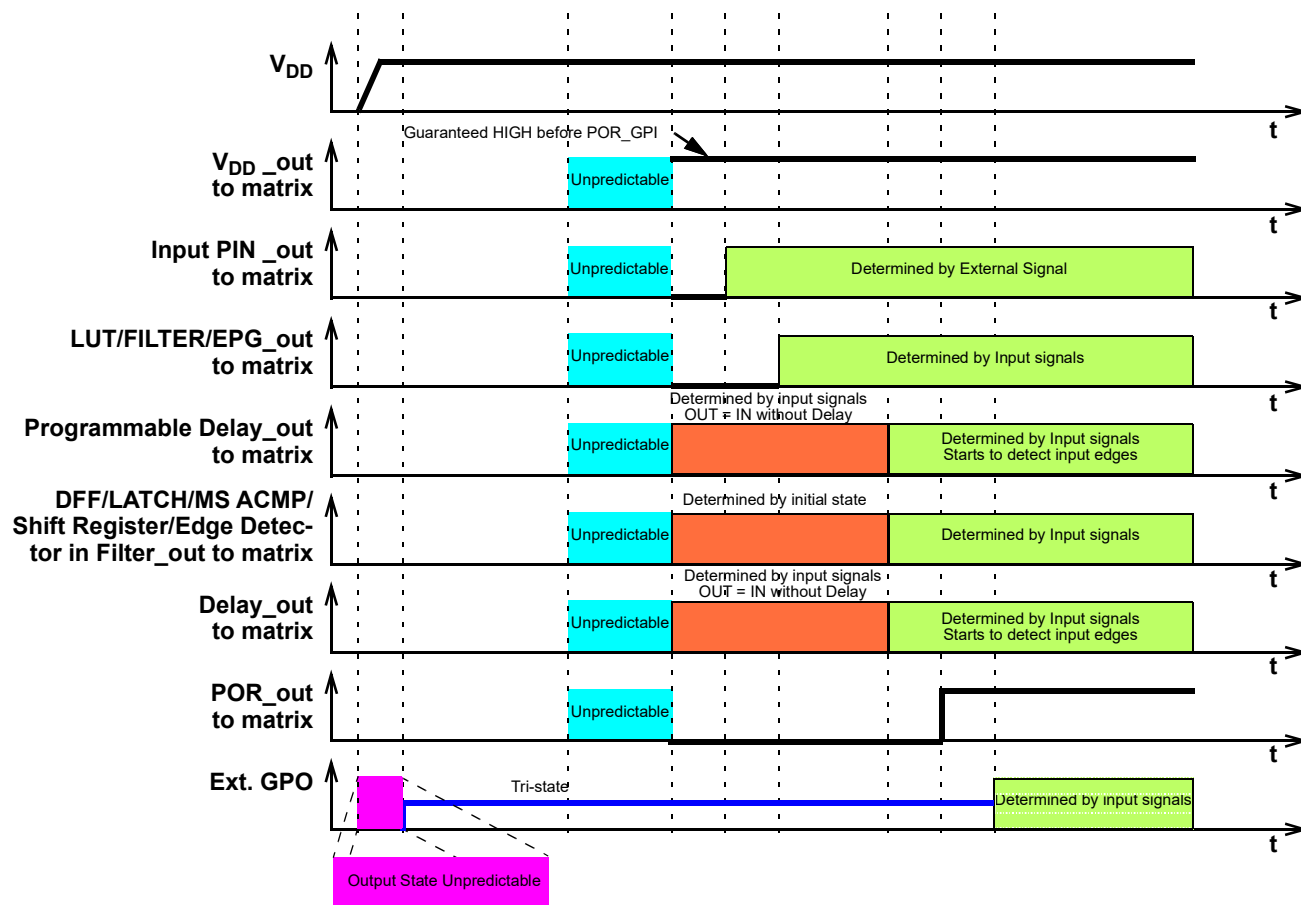 V_DD
t
Guaranteed HIGH before POR_GPI
V_DD _out
to matrix
Unpredictable
t
Input PIN _out
to matrix
Unpredictable
Determined by External Signal
t
LUT/FILTER/EPG_out
to matrix
Unpredictable
Determined by Input signals
t
Determined by input signals
OUT = IN without Delay
Programmable Delay_out
to matrix
Unpredictable
Determined by Input signals
Starts to detect input edges
t
DFF/LATCH/MS ACMP/
Shift Register/Edge Detec-
tor in Filter_out to matrix
Determined by initial state
Unpredictable
Determined by Input signals
t
Determined by input signals
OUT = IN without Delay
Delay_out
to matrix
Unpredictable
Determined by Input signals
Starts to detect input edges
t
POR_out
to matrix
Unpredictable
t
Ext. GPO
Tri-state
Determined by input signals
t
Output State Unpredictable